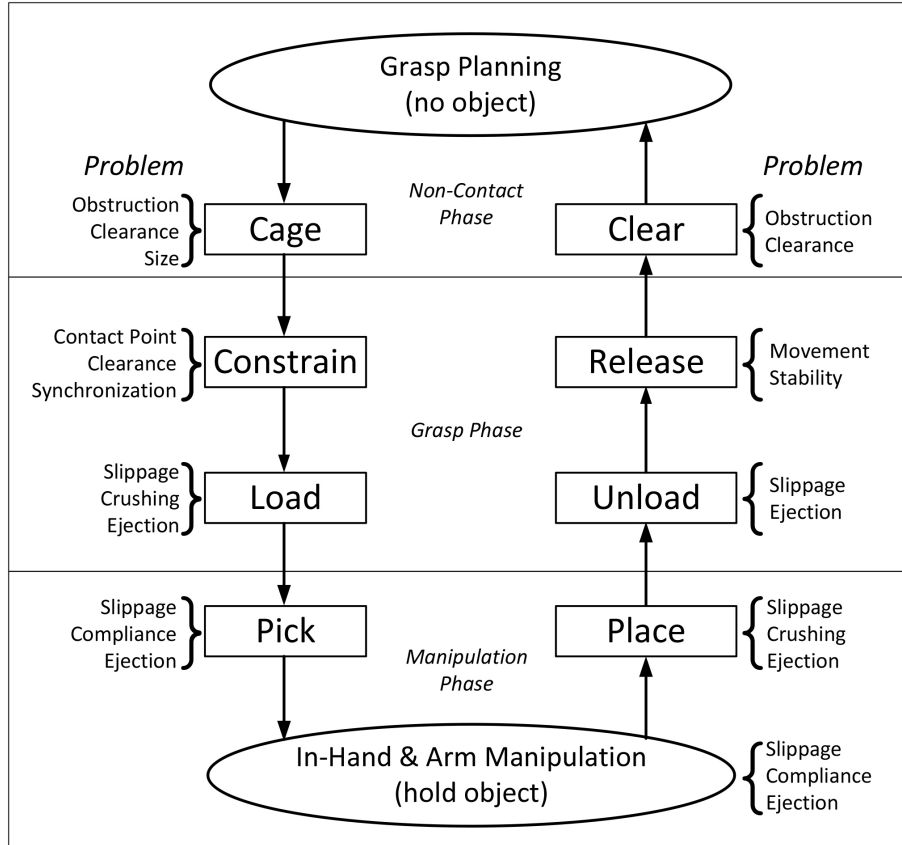 Grasp Planning
(no object)
Problem
Problem
Non-Contact
Phase
Obstruction
Clearance
Size
Cage
Clear
Obstruction
Clearance
Contact Point
Clearance
Synchronization
Constrain
Release
Movement
Stability
Grasp Phase
Slippage
Crushing
Ejection
Load
Unload
Slippage
Ejection
Slippage
Compliance
Ejection
Pick
Place
Slippage
Crushing
Ejection
Manipulation
Phase
In-Hand & Arm Manipulation
(hold object)
Slippage
Compliance
Ejection